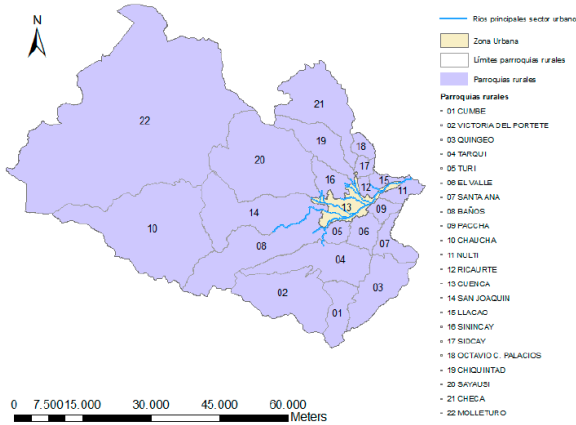 N
Ríos principales sector urbano
Zona Urbana
Límites parrroquias rurales
Parroquias rurales
Parroquias rurales
- 01 CUMBE
- 02 VICTORIA DEL PORTETE
- 03 QUINGEO
- 04 TARQUI
- 05 TURI
- 06 EL VALLE
- 07 SANTA ANA
- 08 BAÑOS
- 09 PACCHA
- 10 CHAUCHA
- 11 NULTI
- 12 RICAURTE
- 13 CUENCA
- 14 SAN JOAQUIN
- 15 LLACAO
- 16 SININCAY
- 17 SIDCAY
- 18 OCTAVIO C. PALACIOS
- 19 CHIQUINTAD
- 20 SAYAUSI
- 21 CHECA
- 22 MOLLETURO
21
22
19
18
20
17
16
15
12
11
13
09
14
10
05
06
08
07
04
03
02
01
0 7.500 15.000 30.000 45.000 60.000
Meters